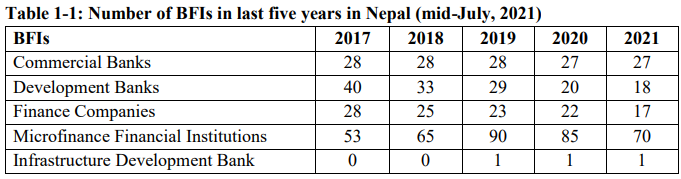 Table 1-1: Number of BFIs in last five years in Nepal (mid-July, 2021)
BFIs 2017 2018 2019 2020 2021
Commercial Banks 28 28 28 27 27
Development Banks 40 33 29 20 18
Finance Companies 28 25 23 22 17
Microfinance Financial Institutions 53 65 90 85 70
Infrastructure Development Bank 0 0 1 1 1